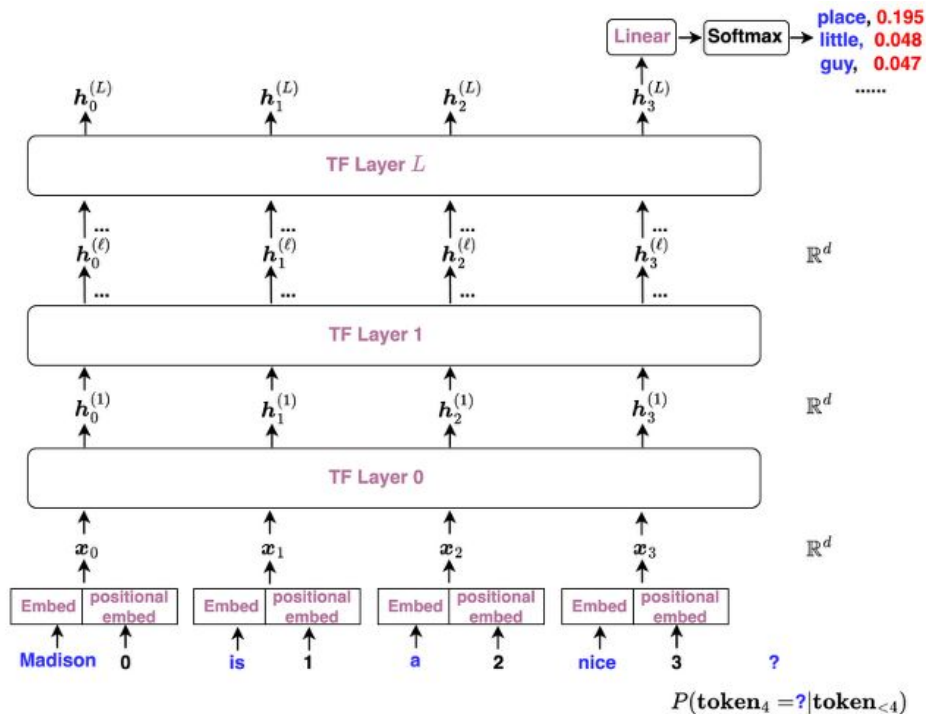 Linear Softmax place, 0.195
little, 0.048
guy, 0.047
......
h_0^{(L)} h_1^{(L)} h_2^{(L)} h_3^{(L)}
TF Layer L
... ... ... ...
h_0^{(ℓ)} h_1^{(ℓ)} h_2^{(ℓ)} h_3^{(ℓ)} ℝ^d
... ... ... ...
TF Layer 1
h_0^{(1)} h_1^{(1)} h_2^{(1)} h_3^{(1)} ℝ^d
TF Layer 0
x_0 x_1 x_2 x_3 ℝ^d
Embed positional embed Embed positional embed Embed positional embed Embed positional embed
Madison 0 is 1 a 2 nice 3 ?
P(token_4 =?|token_{<4})